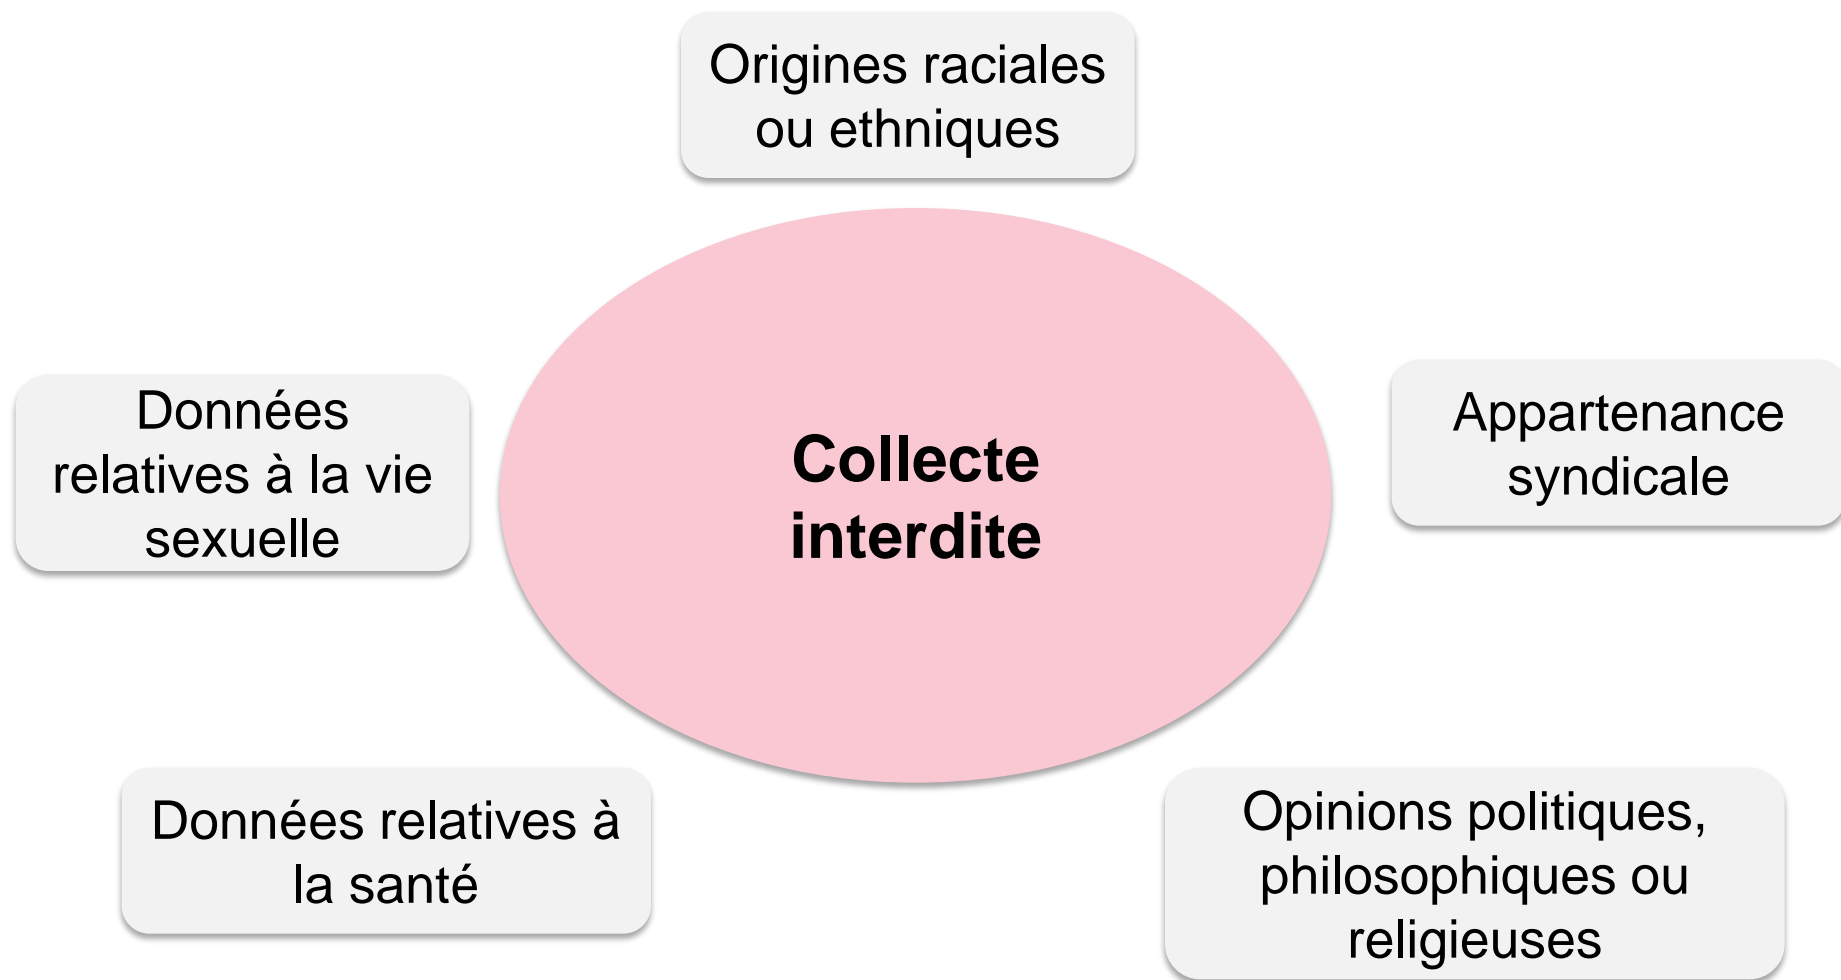 Origines raciales
ou ethniques
Données
relatives à la vie
sexuelle
Collecte
interdite
Appartenance
syndicale
Données relatives à
la santé
Opinions politiques,
philosophiques ou
religieuses